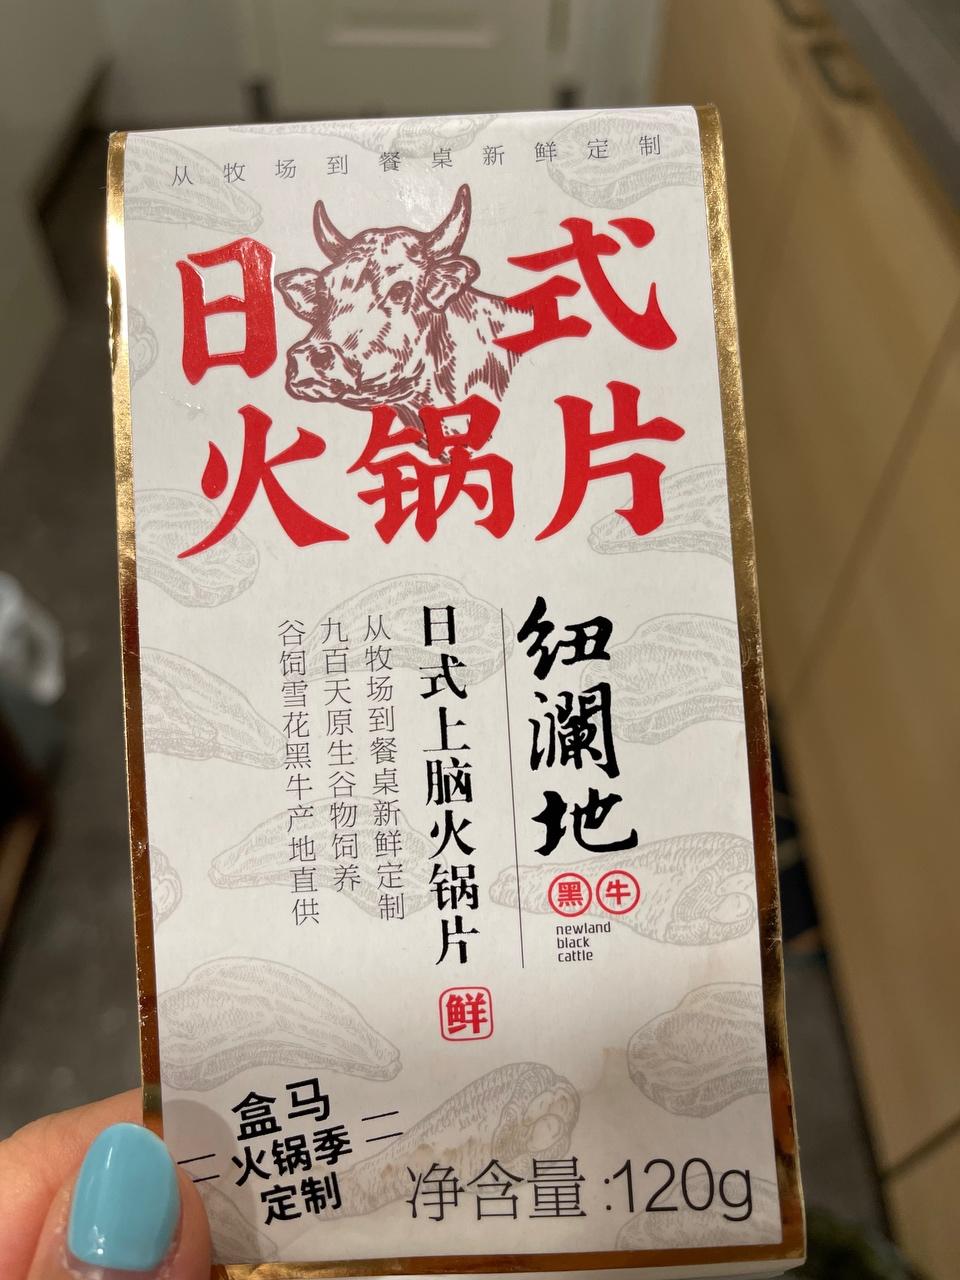 从牧场到餐桌新鲜定制
日式
火锅片
纽澜地
黑牛
newland
black
cattle
日式上脑火锅片
鲜
从牧场到餐桌新鲜定制
九百天原生谷物饲养
谷饲雪花黑牛产地直供
盒马
火锅季
定制
净含量:120g